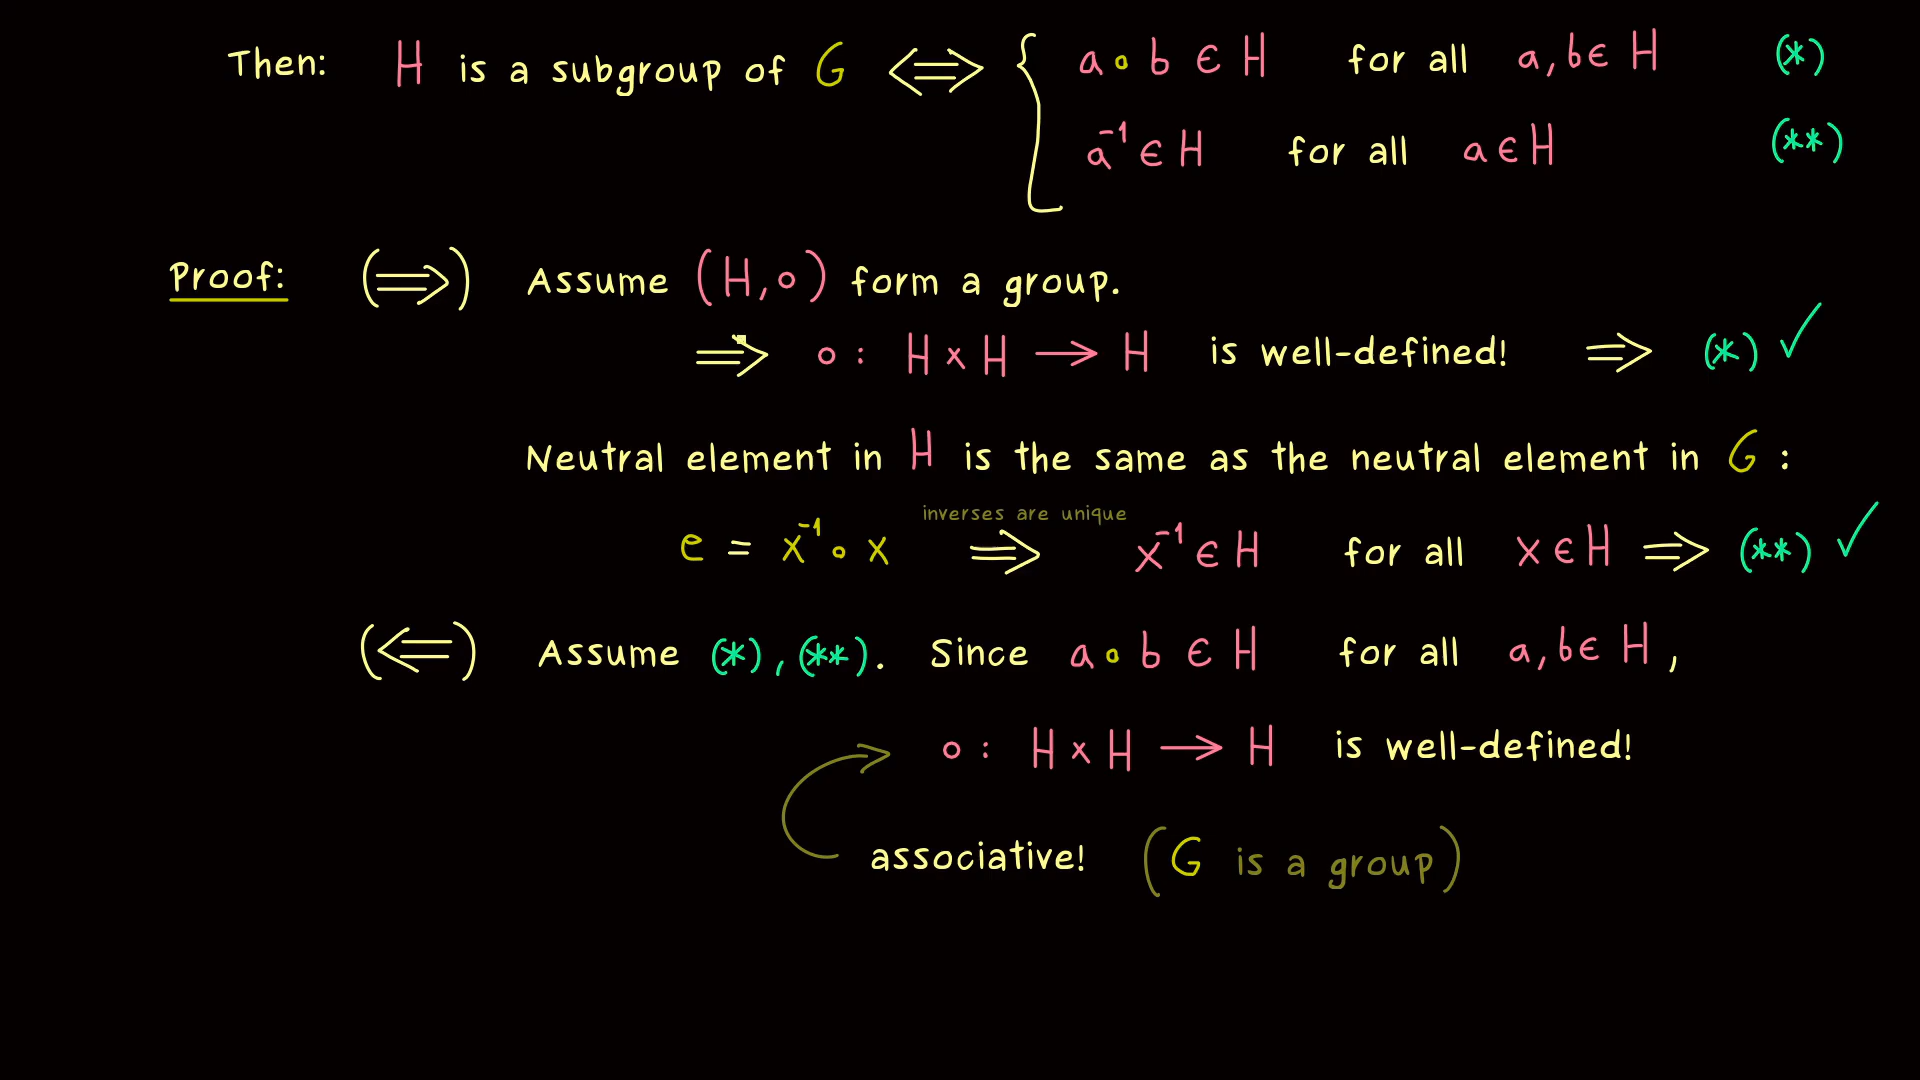 Then: H is a subgroup of G ⟺ { a ∘ b ∈ H for all a, b ∈ H (*)
a⁻¹ ∈ H for all a ∈ H (**)
Proof: (⟹) Assume (H, ∘) form a group.
⟹ ∘ : H × H ⟶ H is well-defined! ⟹ (*) ✓
Neutral element in H is the same as the neutral element in G :
inverses are unique
e = x⁻¹ ∘ x ⟹ x⁻¹ ∈ H for all x ∈ H ⟹ (**) ✓
(⟸) Assume (*), (**). Since a ∘ b ∈ H for all a, b ∈ H,
∘ : H × H ⟶ H is well-defined!
associative! (G is a group)